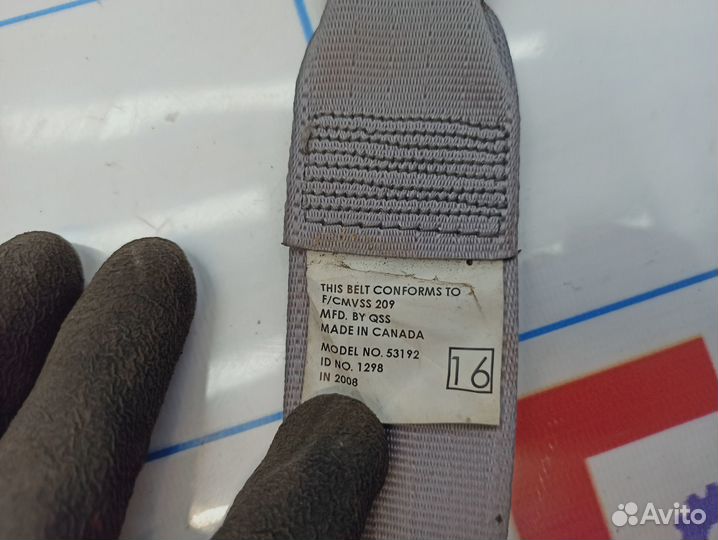 THIS BELT CONFORMS TO
F/CMVSS 209
MFD. BY QSS
MADE IN CANADA
MODEL NO. 53192
ID NO. 1298
IN 2008
16
Avito